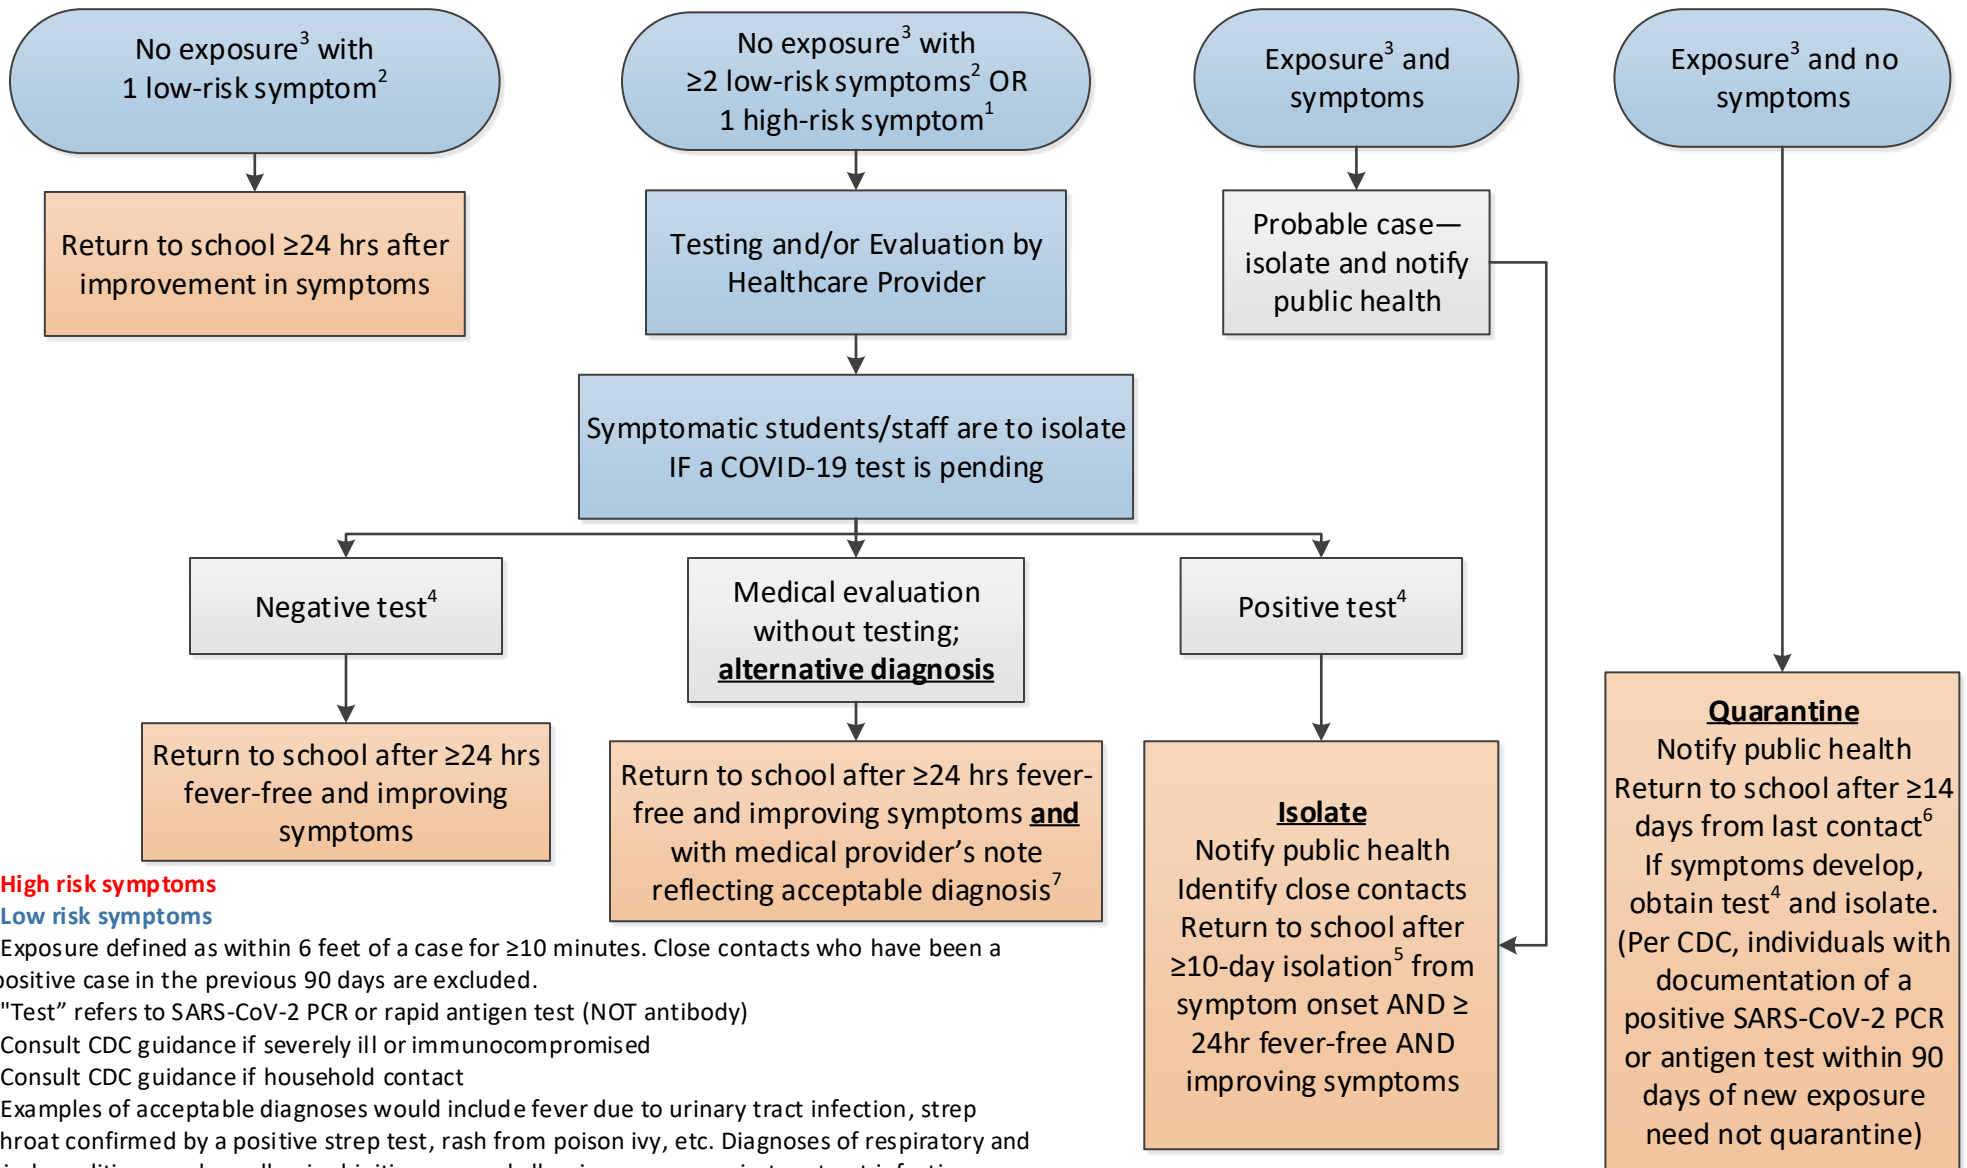 No exposure³ with
1 low-risk symptom²
No exposure³ with
≥2 low-risk symptoms² OR
1 high-risk symptom¹
Exposure³ and
symptoms
Exposure³ and no
symptoms
Return to school ≥24 hrs after
improvement in symptoms
Testing and/or Evaluation by
Healthcare Provider
Probable case—
isolate and notify
public health
Symptomatic students/staff are to isolate
IF a COVID-19 test is pending
Negative test⁴
Medical evaluation
without testing;
alternative diagnosis
Positive test⁴
Return to school after ≥24 hrs
fever-free and improving
symptoms
Return to school after ≥24 hrs fever-
free and improving symptoms and
with medical provider’s note
reflecting acceptable diagnosis⁷
Isolate
Notify public health
Identify close contacts
Return to school after
≥10-day isolation⁵ from
symptom onset AND ≥
24hr fever-free AND
improving symptoms
Quarantine
Notify public health
Return to school after ≥14
days from last contact⁶
If symptoms develop,
obtain test⁴ and isolate.
(Per CDC, individuals with
documentation of a
positive SARS-CoV-2 PCR
or antigen test within 90
days of new exposure
need not quarantine)
High risk symptoms
Low risk symptoms
Exposure defined as within 6 feet of a case for ≥10 minutes. Close contacts who have been a
positive case in the previous 90 days are excluded.
"Test” refers to SARS-CoV-2 PCR or rapid antigen test (NOT antibody)
Consult CDC guidance if severely ill or immunocompromised
Consult CDC guidance if household contact
Examples of acceptable diagnoses would include fever due to urinary tract infection, strep
hroat confirmed by a positive strep test, rash from poison ivy, etc. Diagnoses of respiratory and